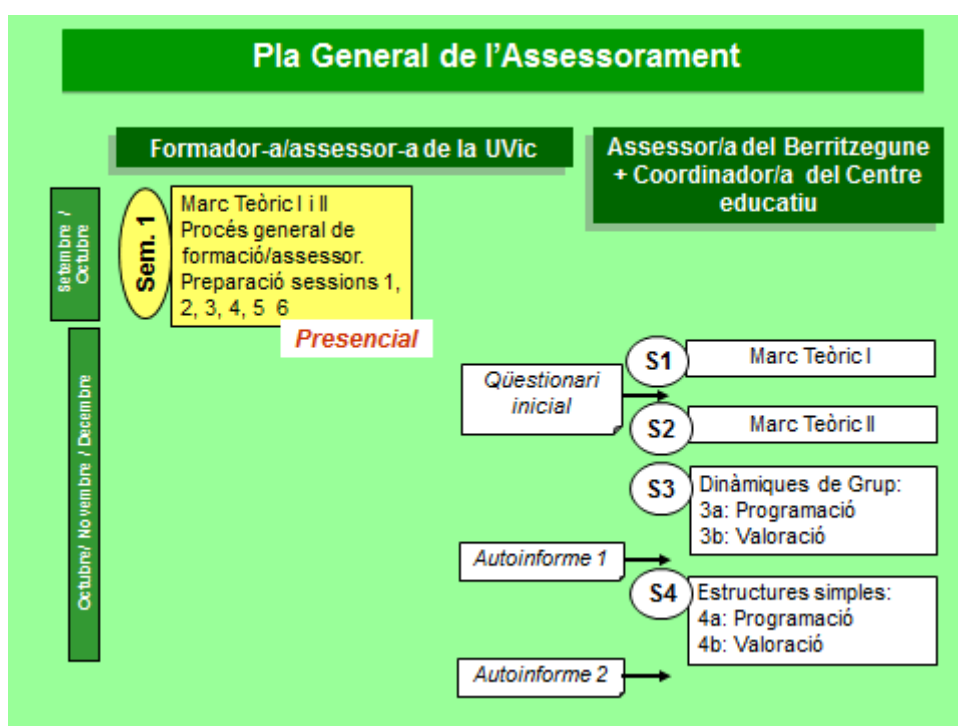 Pla General de l'Assessorament
Formador-a/assessor-a de la UVic
Assessor/a del Berritzegune
+ Coordinador/a del Centre
educatiu
setembre /
Octubre
Sem. 1
Marc Teòric I i II
Procés general de
formació/assessor.
Preparació sessions 1,
2, 3, 4, 5 6
Presencial
Octubre/ Novembre / Decembre
Qüestionari
inicial
S1
Marc Teòric I
S2
Marc Teòric II
S3
Dinàmiques de Grup:
3a: Programació
3b: Valoració
Autoinforme 1
S4
Estructures simples:
4a: Programació
4b: Valoració
Autoinforme 2